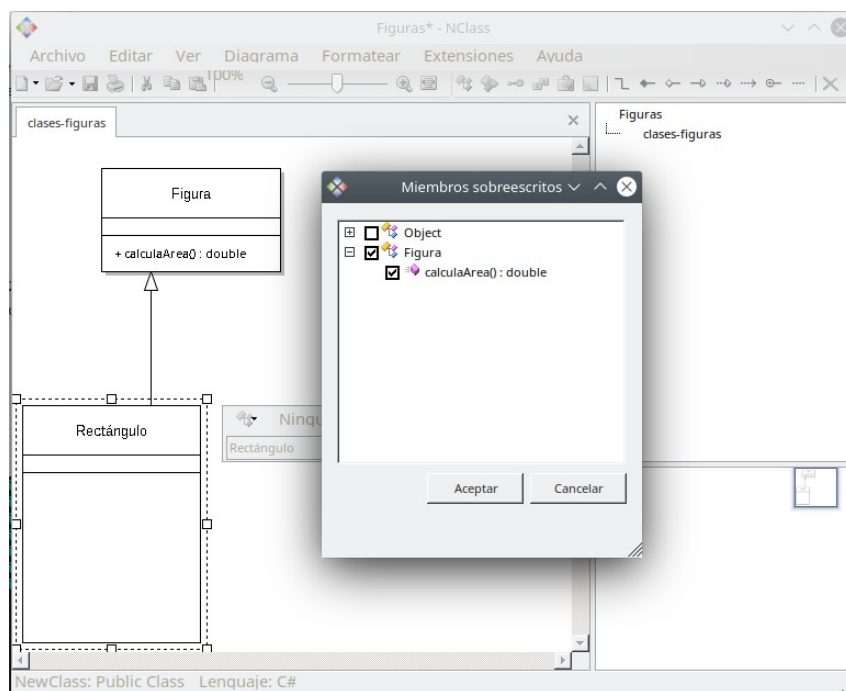 Figuras* - NClass
Archivo Editar Ver Diagrama Formatear Extensiones Ayuda
100%
clases-figuras
Figuras
clases-figuras
Figura
+ calculaArea() : double
Miembros sobreescritos
Object
Figura
calculaArea() : double
Rectángulo
Rectángulo
Aceptar Cancelar
NewClass: Public Class Lenguaje: C#